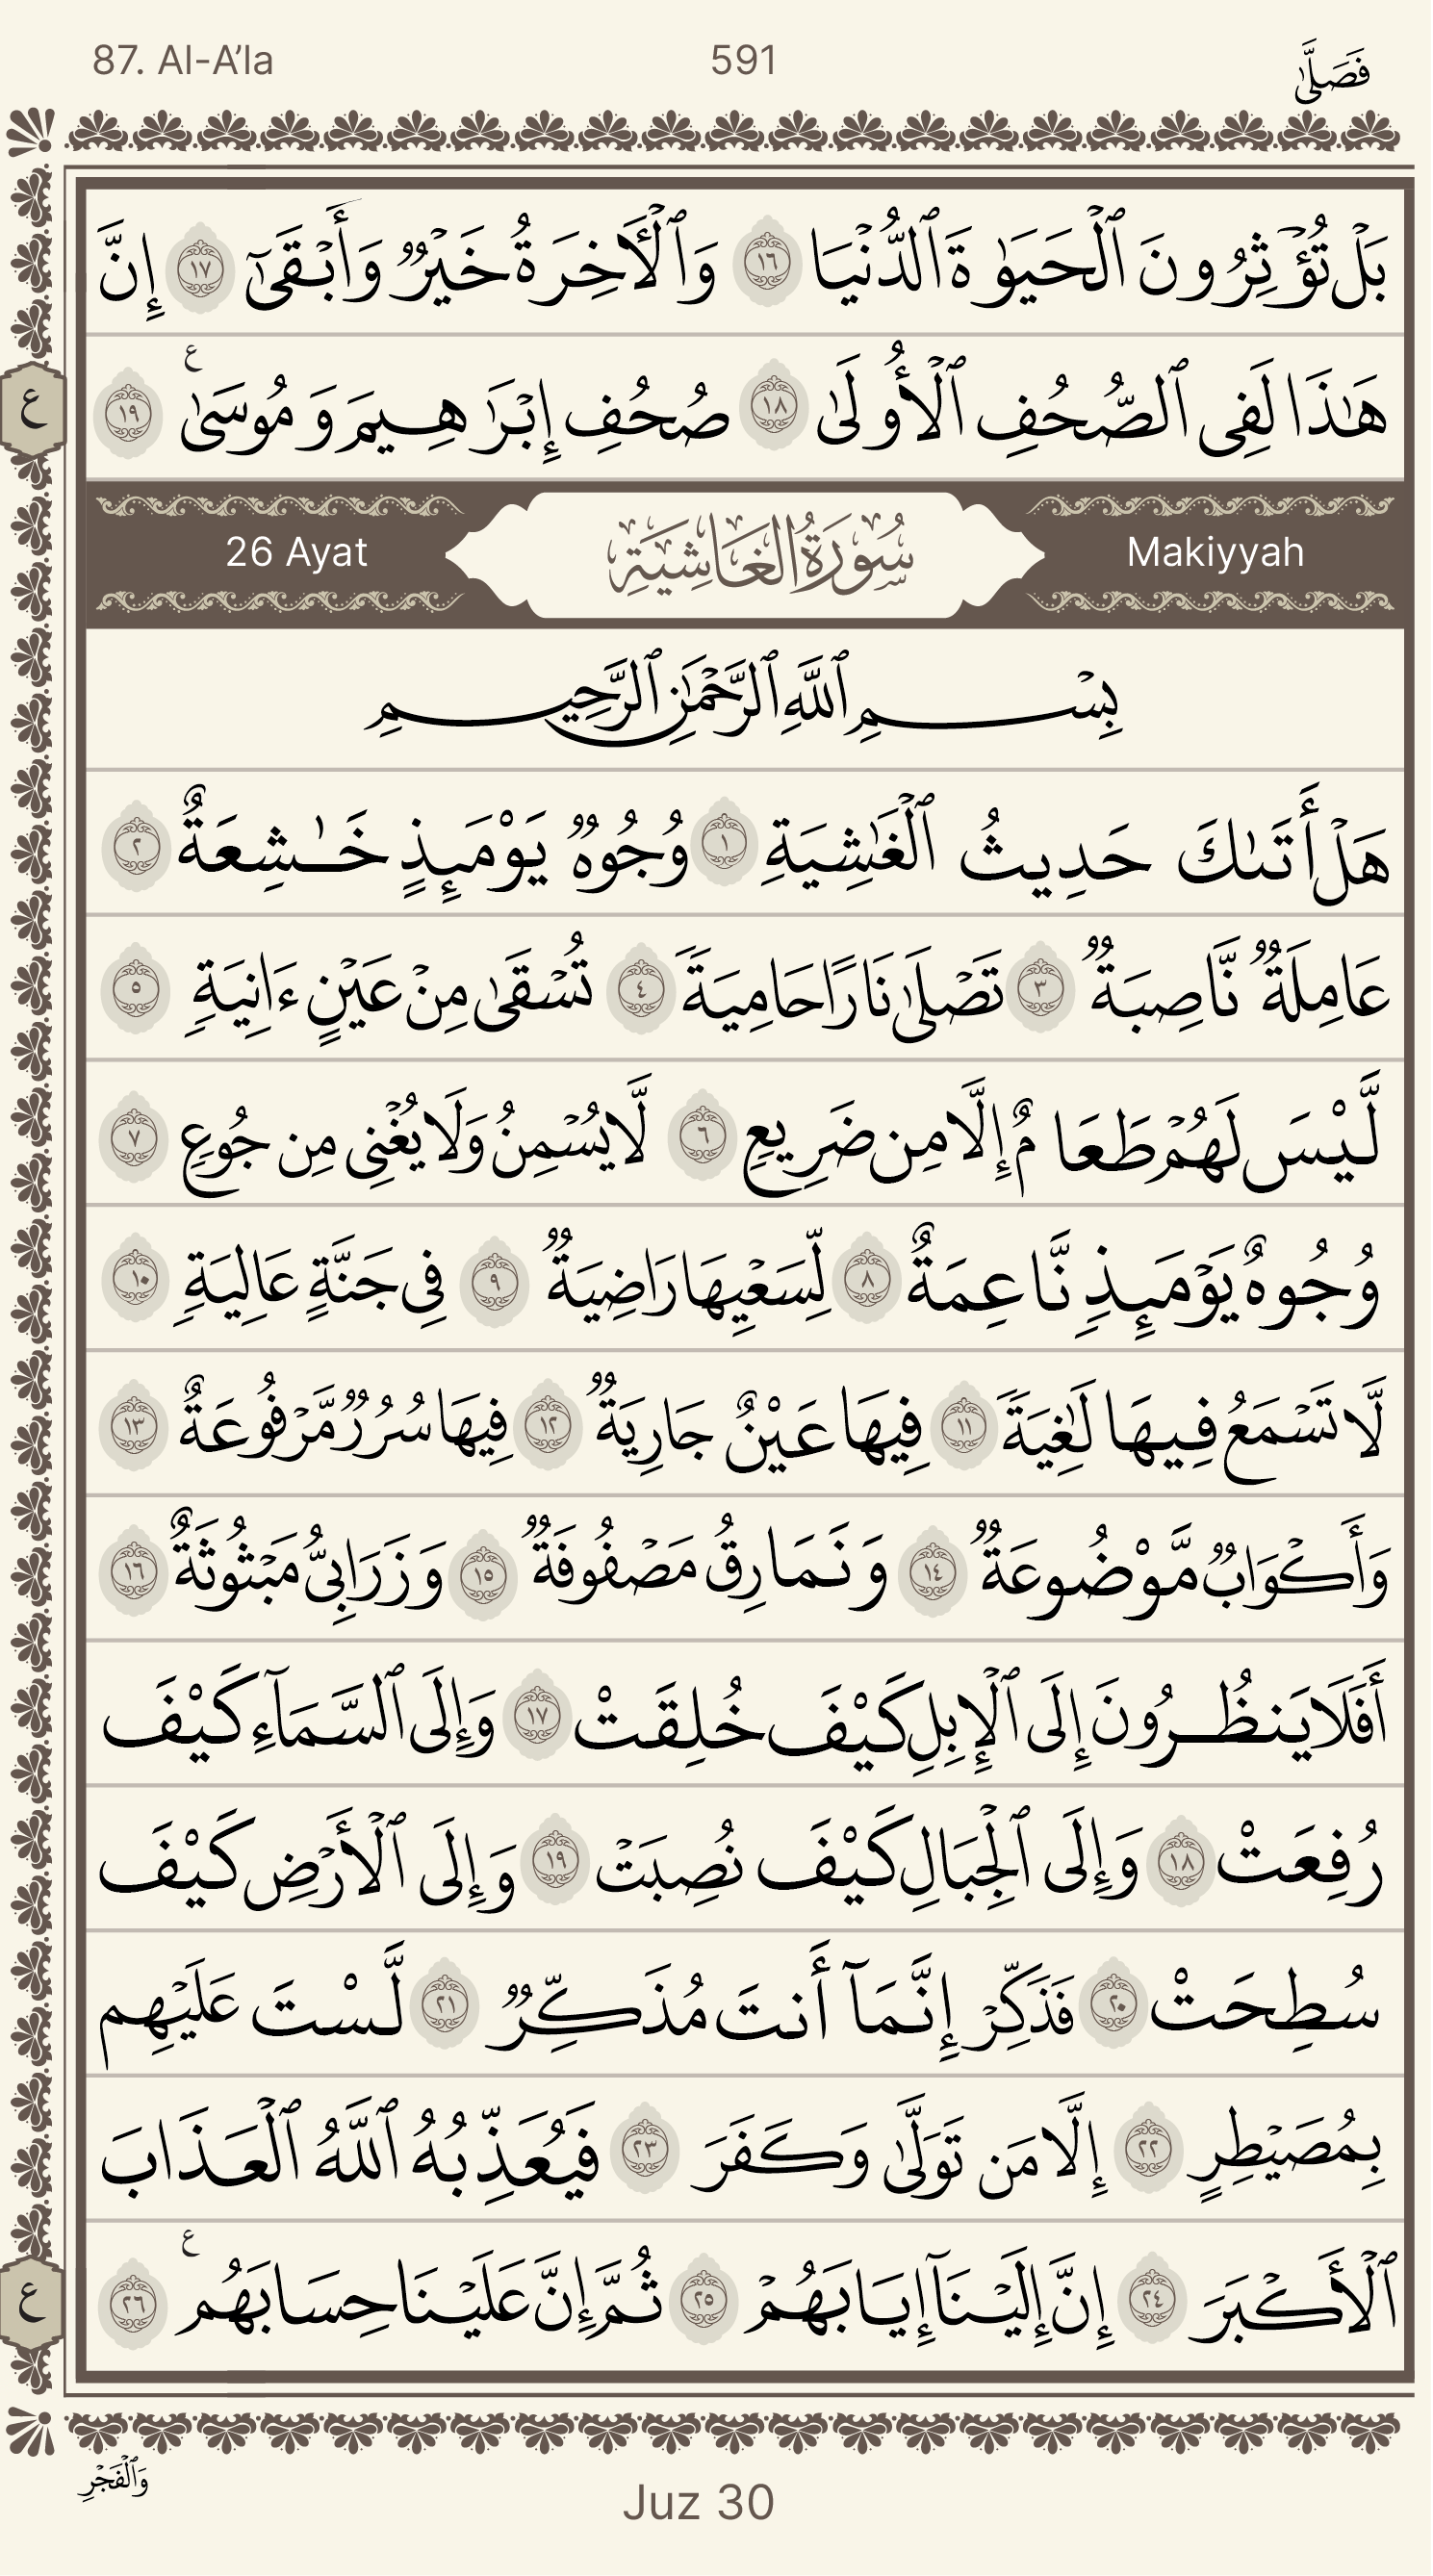 87. Al-A’la 591 فَصَلَّىٰ
بَلْ تُؤْثِرُونَ ٱلْحَيَوٰةَ ٱلدُّنْيَا ١٦ وَٱلْأَخِرَةُ خَيْرٌ وَأَبْقَىٰٓ ١٧ إِنَّ
هَٰذَا لَفِى ٱلصُّحُفِ ٱلْأُولَىٰ ١٨ صُحُفِ إِبْرَٰهِيمَ وَمُوسَىٰ ۧ ١٩
ع
26 Ayat سُورَةُ الْغَاشِيَةِ Makiyyah
بِسْمِ ٱللَّهِ ٱلرَّحْمَٰنِ ٱلرَّحِيمِ
هَلْ أَتَىٰكَ حَدِيثُ ٱلْغَٰشِيَةِ ١ وُجُوهٌ يَوْمَئِذٍ خَٰشِعَةٌ ٢
عَامِلَةٌ نَّاصِبَةٌ ٣ تَصْلَىٰ نَارًا حَامِيَةً ٤ تُسْقَىٰ مِنْ عَيْنٍ ءَانِيَةٍ ٥
لَّيْسَ لَهُمْ طَعَامٌ إِلَّا مِن ضَرِيعٍ ٦ لَّا يُسْمِنُ وَلَا يُغْنِى مِن جُوعٍ ٧
وُجُوهٌ يَوْمَئِذٍ نَّاعِمَةٌ ٨ لِّسَعْيِهَا رَاضِيَةٌ ٩ فِى جَنَّةٍ عَالِيَةٍ ١٠
لَّا تَسْمَعُ فِيهَا لَٰغِيَةً ١١ فِيهَا عَيْنٌ جَارِيَةٌ ١٢ فِيهَا سُرُرٌ مَّرْفُوعَةٌ ١٣
وَأَكْوَابٌ مَّوْضُوعَةٌ ١٤ وَنَمَارِقُ مَصْفُوفَةٌ ١٥ وَزَرَابِىُّ مَبْثُوثَةٌ ١٦
أَفَلَا يَنظُرُونَ إِلَى ٱلْإِبِلِ كَيْفَ خُلِقَتْ ١٧ وَإِلَى ٱلسَّمَآءِ كَيْفَ
رُفِعَتْ ١٨ وَإِلَى ٱلْجِبَالِ كَيْفَ نُصِبَتْ ١٩ وَإِلَى ٱلْأَرْضِ كَيْفَ
سُطِحَتْ ٢٠ فَذَكِّرْ إِنَّمَآ أَنتَ مُذَكِّرٌ ٢١ لَّسْتَ عَلَيْهِم
بِمُصَيْطِرٍ ٢٢ إِلَّا مَن تَوَلَّىٰ وَكَفَرَ ٢٣ فَيُعَذِّبُهُ ٱللَّهُ ٱلْعَذَابَ
ٱلْأَكْبَرَ ٢٤ إِنَّ إِلَيْنَآ إِيَابَهُمْ ٢٥ ثُمَّ إِنَّ عَلَيْنَا حِسَابَهُم ٢٦
ع
وَٱلْفَجْرِ
Juz 30